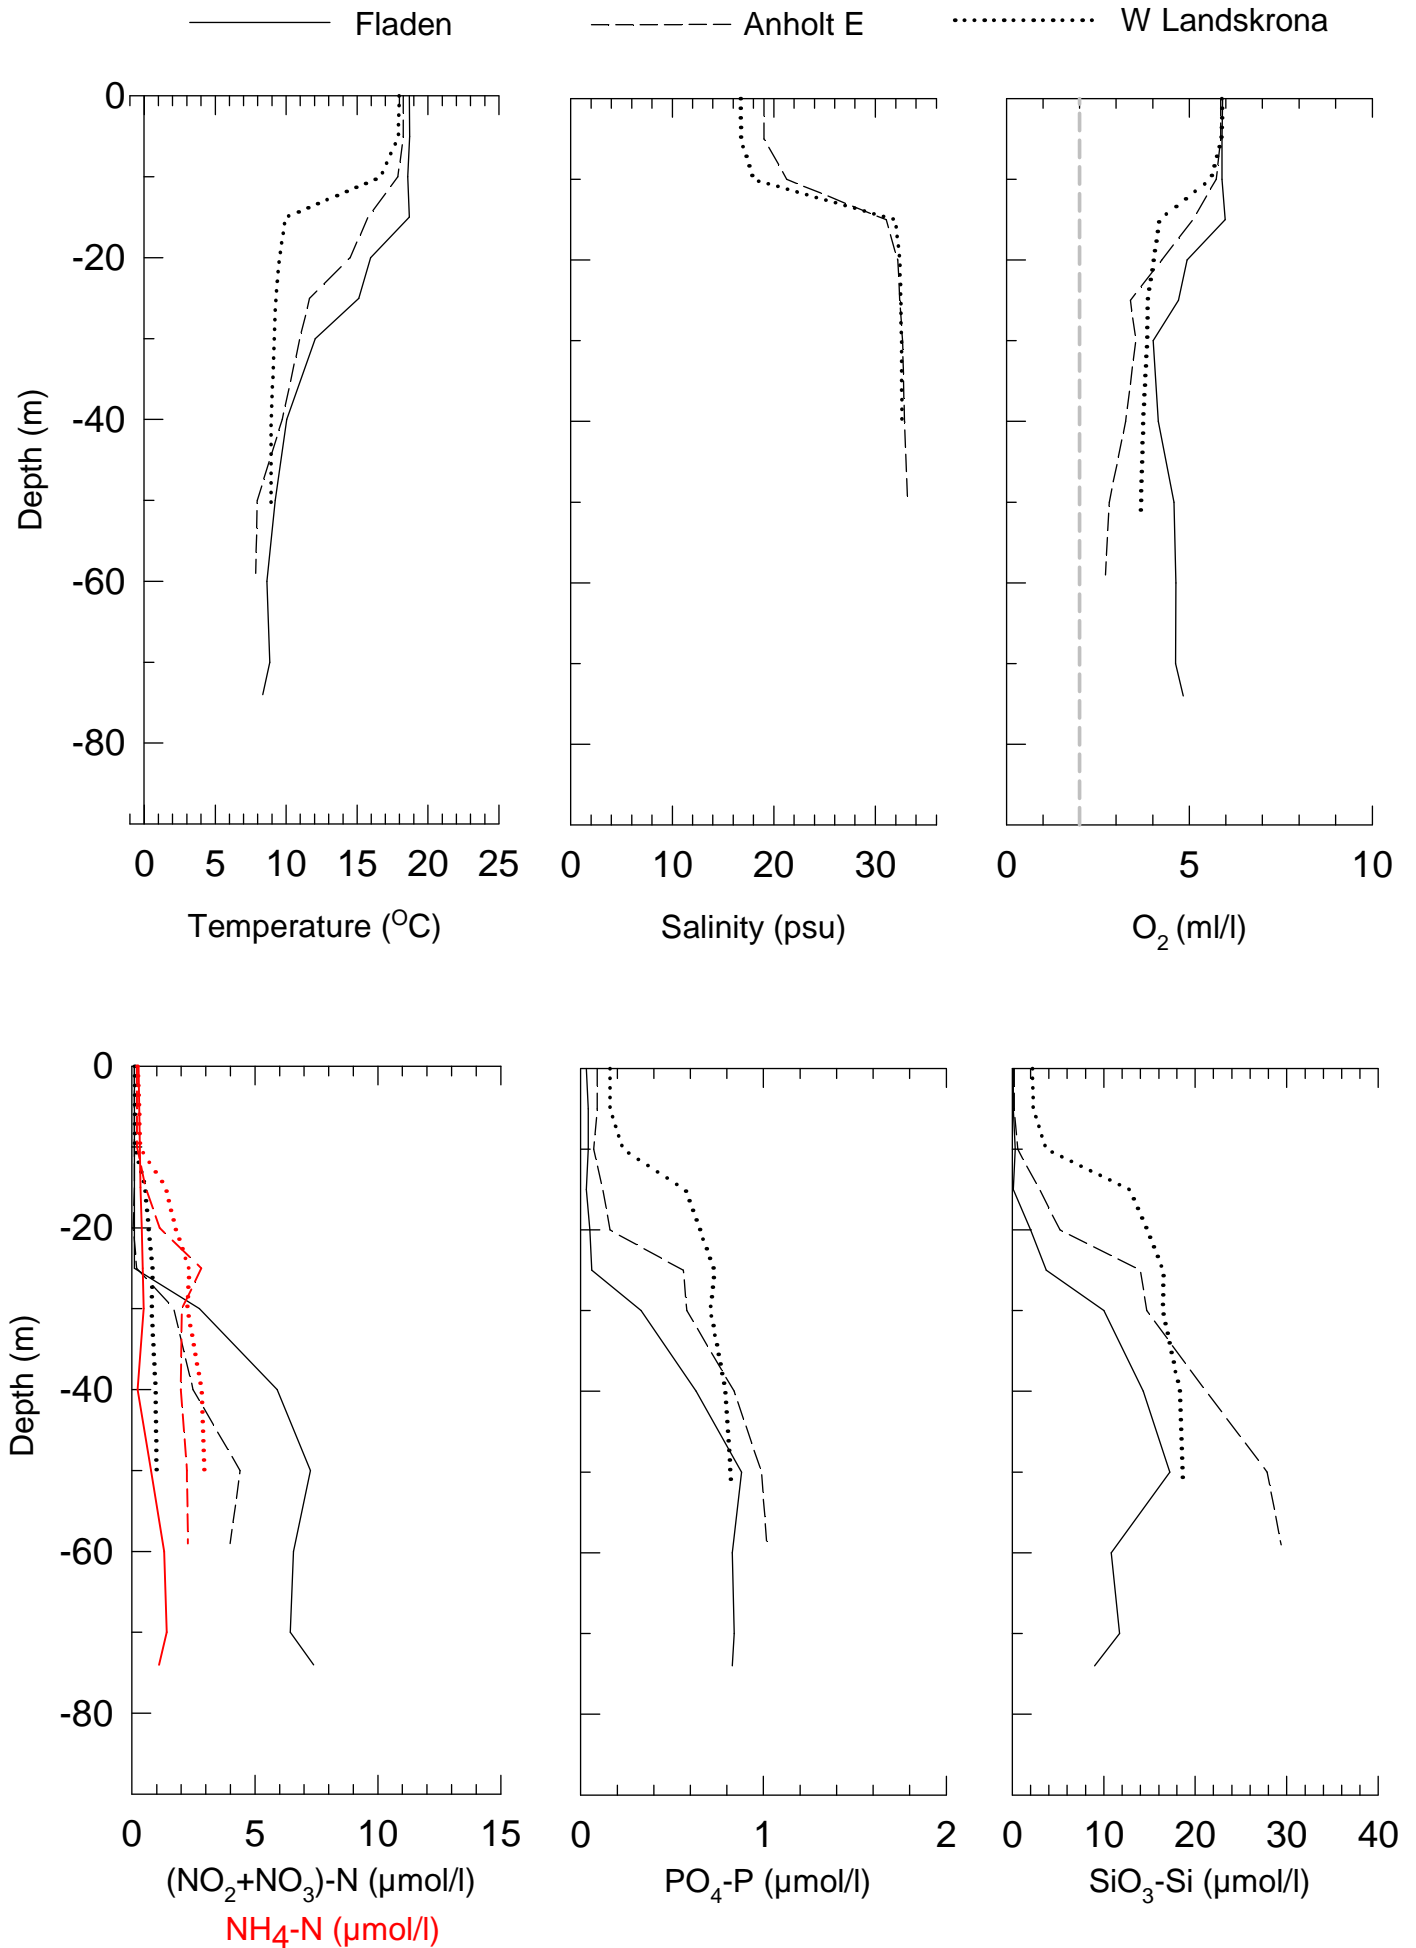 Fladen Anholt E W Landskrona
0
-20
-40
-60
-80
Depth (m)
0 5 10 15 20 25
Temperature (OC)
0 10 20 30
Salinity (psu)
0 5 10
O2 (ml/l)
0
-20
-40
-60
-80
Depth (m)
0 5 10 15
(NO2+NO3)-N (µmol/l)
NH4-N (µmol/l)
0 1 2
PO4-P (µmol/l)
0 10 20 30 40
SiO3-Si (µmol/l)